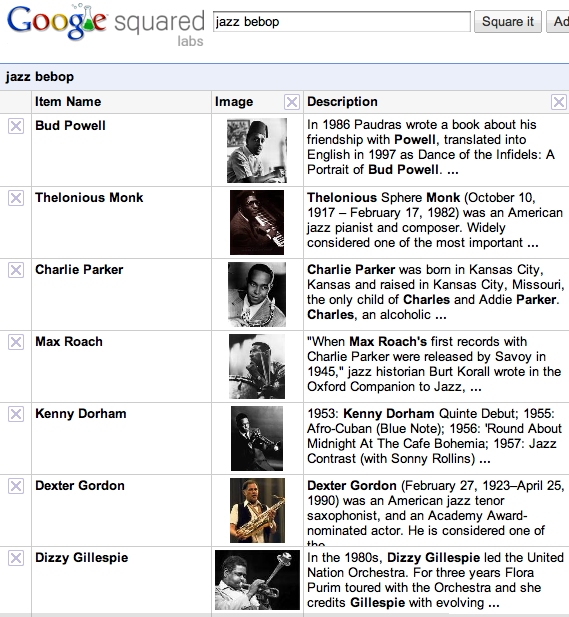 Google squared
labs
jazz bebop
Square it
Ad
jazz bebop
Item Name
Image
Description
Bud Powell
In 1986 Paudras wrote a book about his
friendship with Powell, translated into
English in 1997 as Dance of the Infidels: A
Portrait of Bud Powell. ...
Thelonious Monk
Thelonious Sphere Monk (October 10,
1917 – February 17, 1982) was an American
jazz pianist and composer. Widely
considered one of the most important ...
Charlie Parker
Charlie Parker was born in Kansas City,
Kansas and raised in Kansas City, Missouri,
the only child of Charles and Addie Parker.
Charles, an alcoholic ...
Max Roach
"When Max Roach's first records with
Charlie Parker were released by Savoy in
1945," jazz historian Burt Korall wrote in the
Oxford Companion to Jazz, ...
Kenny Dorham
1953: Kenny Dorham Quinte Debut; 1955:
Afro-Cuban (Blue Note); 1956: 'Round About
Midnight At The Cafe Bohemia; 1957: Jazz
Contrast (with Sonny Rollins) ...
Dexter Gordon
Dexter Gordon (February 27, 1923–April 25,
1990) was an American jazz tenor
saxophonist, and an Academy Award-
nominated actor. He is considered one of
the
Dizzy Gillespie
In the 1980s, Dizzy Gillespie led the United
Nation Orchestra. For three years Flora
Purim toured with the Orchestra and she
credits Gillespie with evolving ...